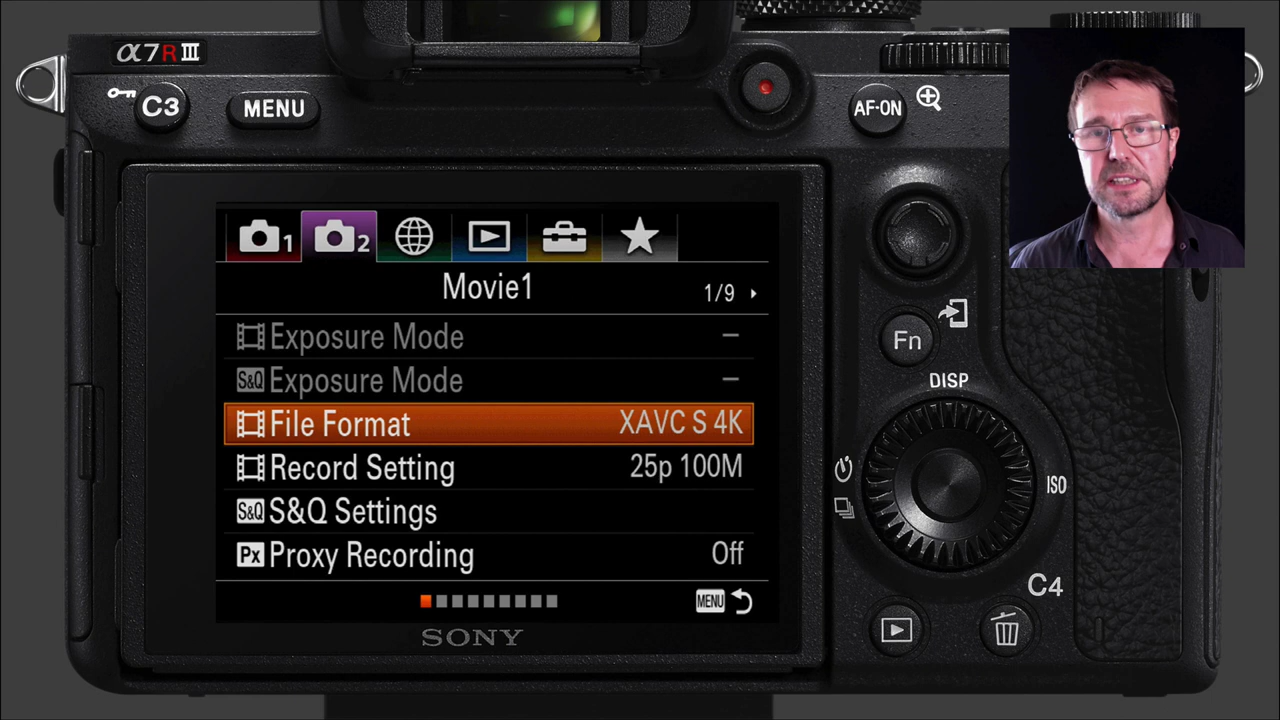 α7RIII
C3
MENU
AF-ON
1
2
Movie1
1/9
Exposure Mode –
S&Q Exposure Mode –
File Format XAVC S 4K
Record Setting 25p 100M
S&Q S&Q Settings
Px Proxy Recording Off
MENU
SONY
Fn
DISP
ISO
C4